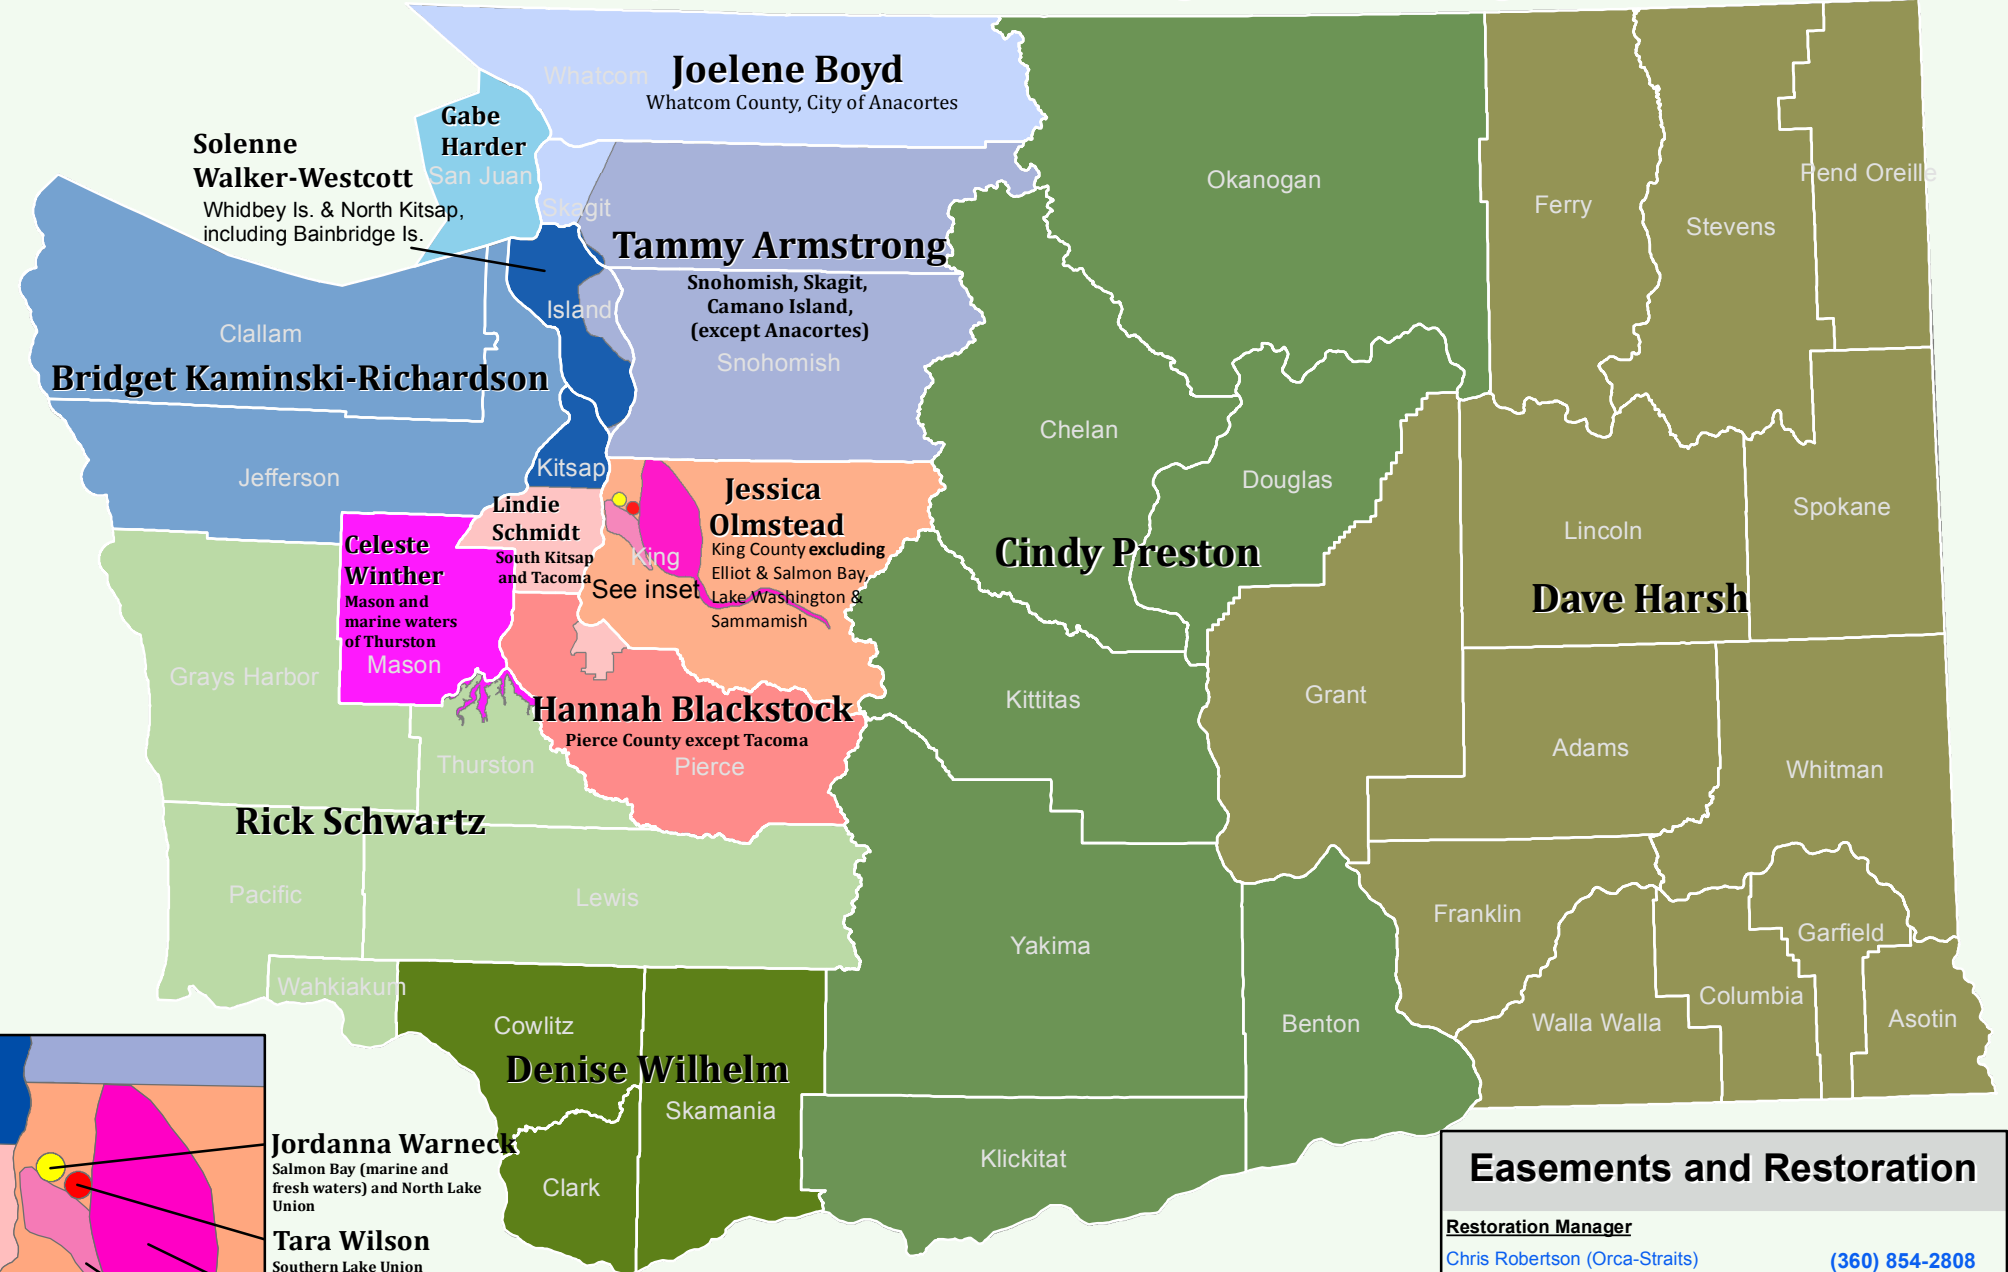 Whatcom
Joelene Boyd
Whatcom County, City of Anacortes
Gabe
Harder
San Juan
Solenne
Walker-Westcott
Whidbey Is. & North Kitsap,
including Bainbridge Is.
Skagit
Tammy Armstrong
Snohomish, Skagit,
Camano Island,
(except Anacortes)
Snohomish
Island
Okanogan
Ferry
Stevens
Pend Oreille
Clallam
Bridget Kaminski-Richardson
Jefferson
Kitsap
Chelan
Douglas
Lincoln
Spokane
Lindie
Schmidt
South Kitsap
and Tacoma
Jessica
Olmstead
King County excluding
Elliot & Salmon Bay,
Lake Washington &
Sammamish
King
See inset
Celeste
Winther
Mason and
marine waters
of Thurston
Mason
Cindy Preston
Dave Harsh
Grays Harbor
Hannah Blackstock
Pierce County except Tacoma
Pierce
Thurston
Kittitas
Grant
Adams
Whitman
Rick Schwartz
Pacific
Lewis
Yakima
Franklin
Garfield
Wahkiakum
Cowlitz
Denise Wilhelm
Skamania
Benton
Walla Walla
Columbia
Asotin
Clark
Klickitat
Jordanna Warneck
Salmon Bay (marine and
fresh waters) and North Lake
Union
Tara Wilson
Southern Lake Union
Easements and Restoration
Restoration Manager
Chris Robertson (Orca-Straits) (360) 854-2808